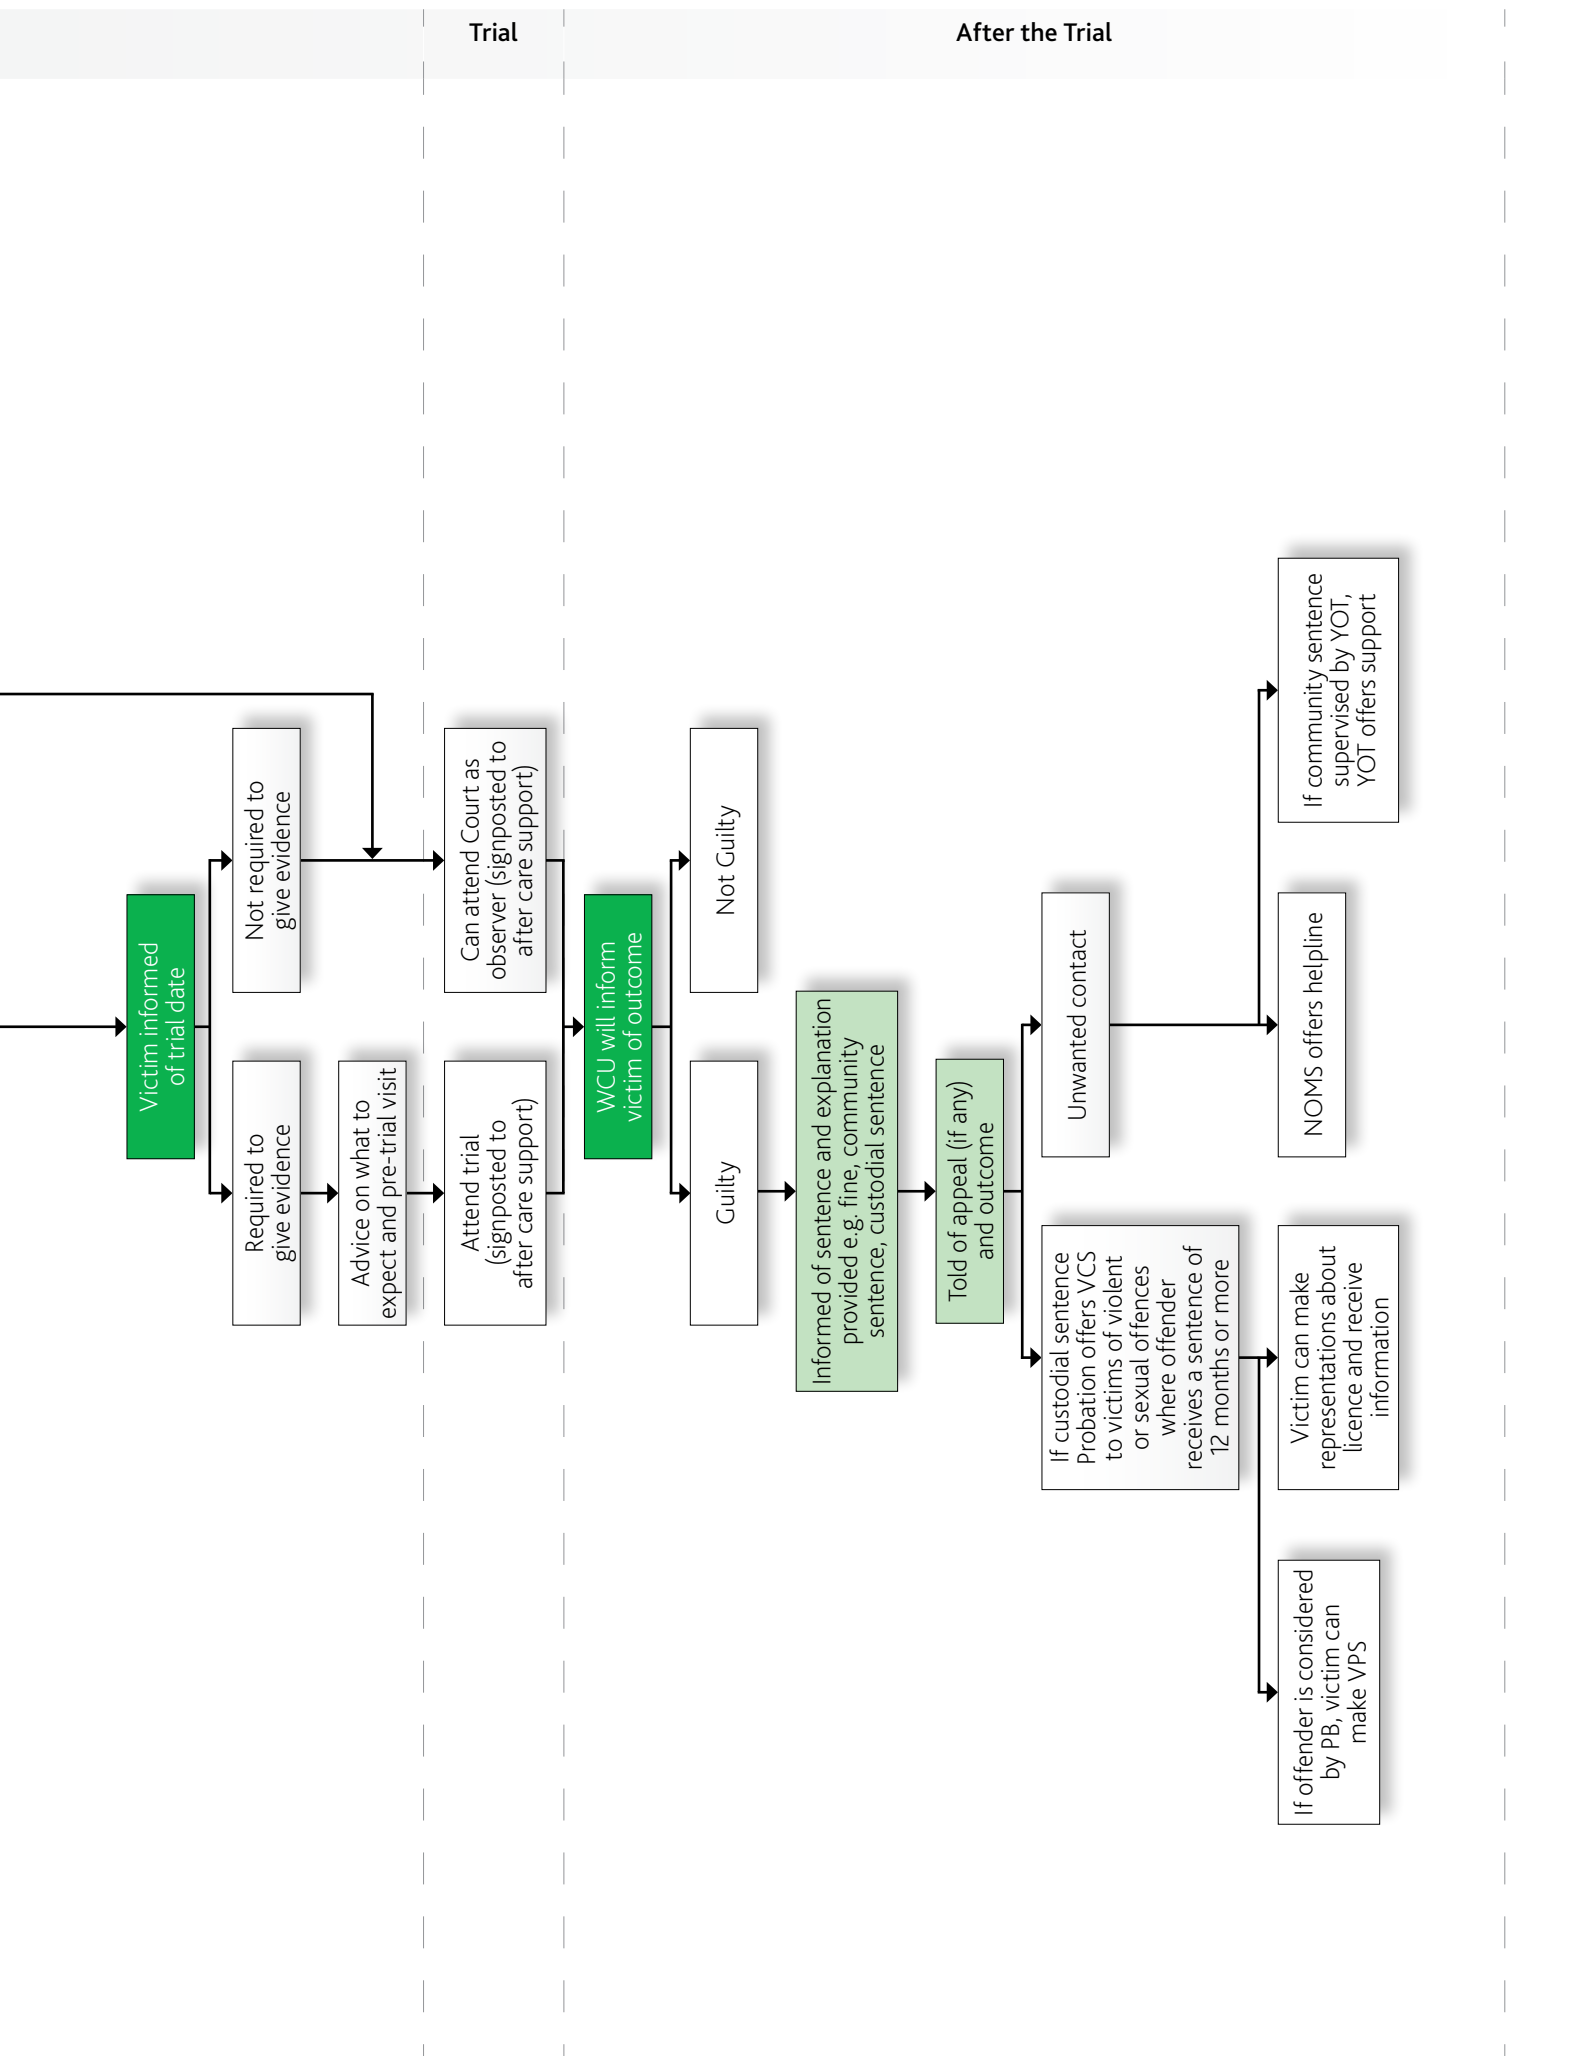 Trial
After the Trial
Victim informed
of trial date
Required to
give evidence
Not required to
give evidence
Advice on what to
expect and pre-trial visit
Attend trial
(signposted to
after care support)
Can attend Court as
observer (signposted to
after care support)
WCU will inform
victim of outcome
Guilty
Not Guilty
Informed of sentence and explanation
provided e.g. fine, community
sentence, custodial sentence
Told of appeal (if any)
and outcome
If custodial sentence
Probation offers VCS
to victims of violent
or sexual offences
where offender
receives a sentence of
12 months or more
Unwanted contact
If offender is considered
by PB, victim can
make VPS
Victim can make
representations about
licence and receive
information
NOMS offers helpline
If community sentence
supervised by YOT,
YOT offers support